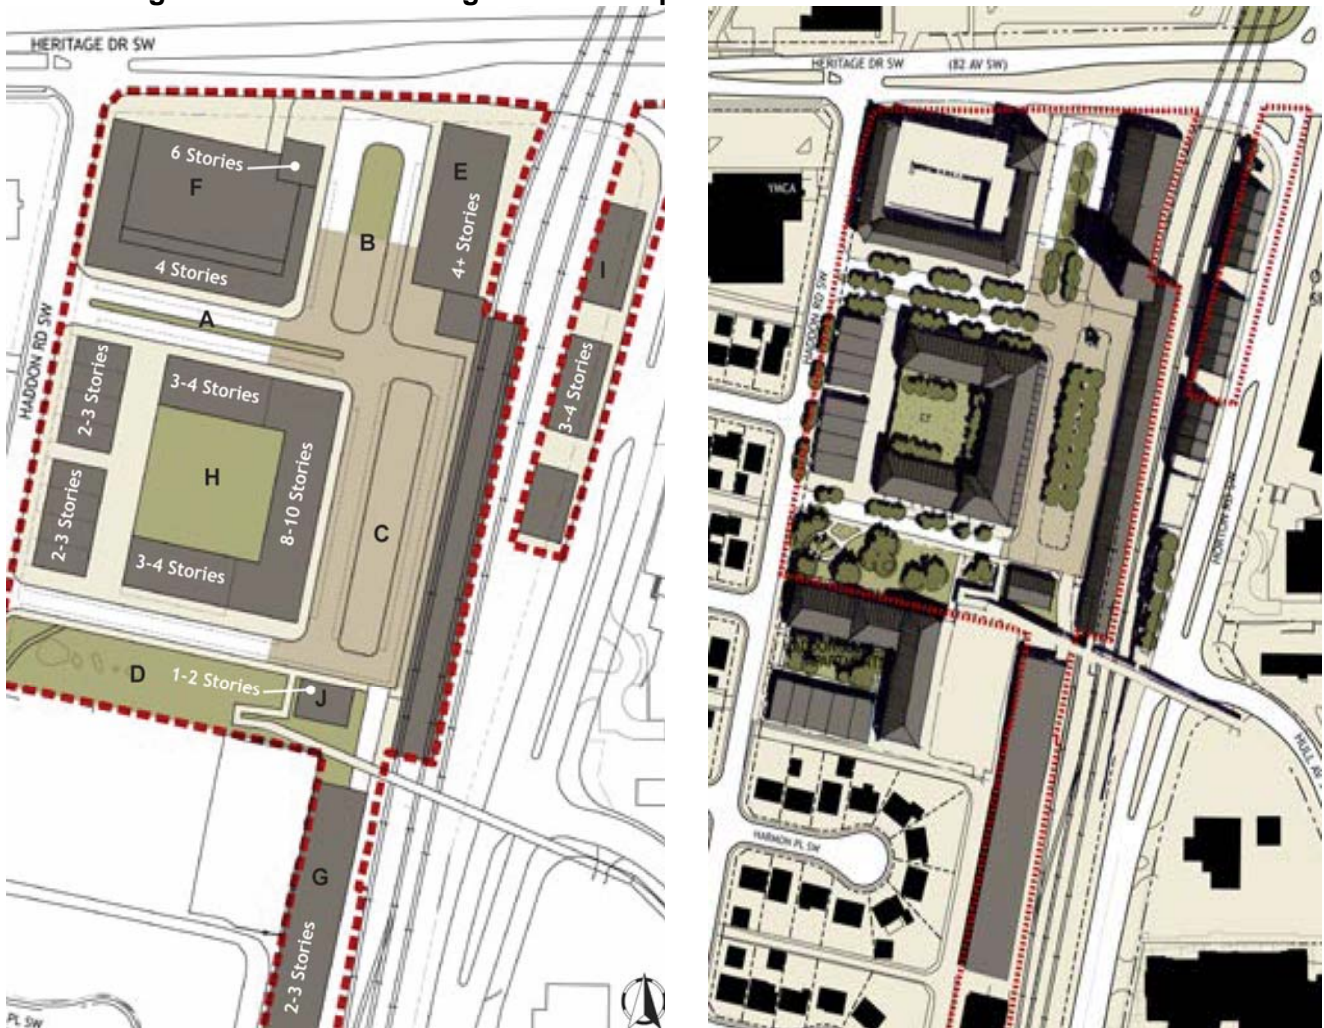 HERITAGE DR SW
6 Stories
F
E
4+ Stories
B
4 Stories
I
A
HADDON RD SW
2-3 Stories
3-4 Stories
3-4 Stories
H
8-10 Stories
C
2-3 Stories
3-4 Stories
D
1-2 Stories
J
G
2-3 Stories
PL SW
HERITAGE DR SW
(82 AV SW)
YMCA
HADDON RD SW
HORTON RD SW
HARMON PL SW